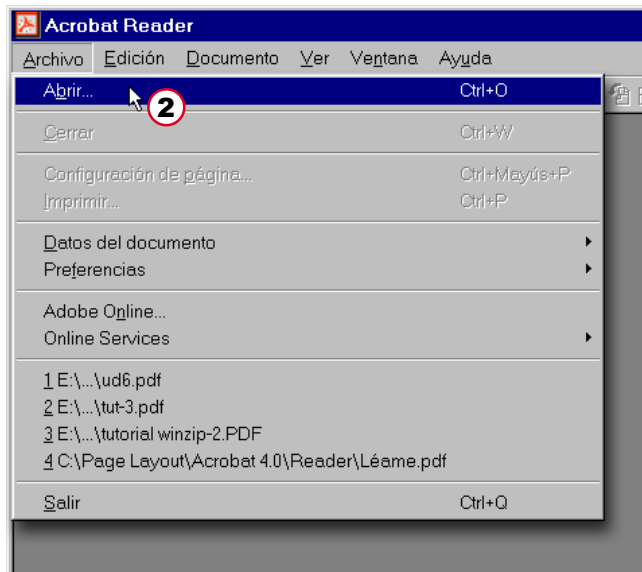 Acrobat Reader
Archivo Edición Documento Ver Ventana Ayuda
Abrir... Ctrl+O
2
Cerrar Ctrl+W
Configuración de página... Ctrl+Mayús+P
Imprimir... Ctrl+P
Datos del documento
Preferencias
Adobe Online...
Online Services
1 E:\...\ud6.pdf
2 E:\...\tut-3.pdf
3 E:\...\tutorial winzip-2.PDF
4 C:\Page Layout\Acrobat 4.0\Reader\Léame.pdf
Salir Ctrl+Q